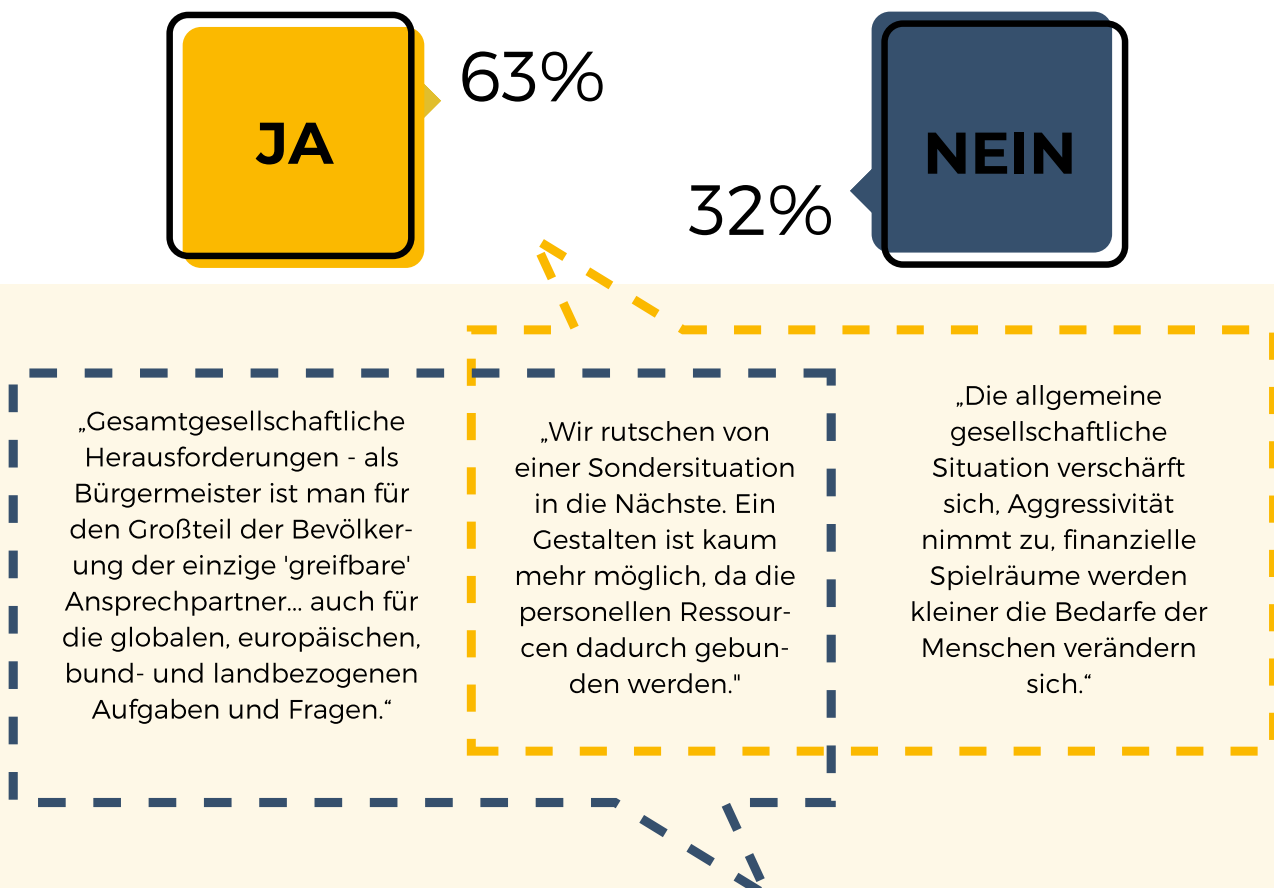 JA
63%
NEIN
32%
„Gesamtgesellschaftliche
Herausforderungen - als
Bürgermeister ist man für
den Großteil der Bevölker-
ung der einzige 'greifbare'
Ansprechpartner... auch für
die globalen, europäischen,
bund- und landbezogenen
Aufgaben und Fragen.“
„Wir rutschen von
einer Sondersituation
in die Nächste. Ein
Gestalten ist kaum
mehr möglich, da die
personellen Ressour-
cen dadurch gebun-
den werden."
„Die allgemeine
gesellschaftliche
Situation verschärft
sich, Aggressivität
nimmt zu, finanzielle
Spielräume werden
kleiner die Bedarfe der
Menschen verändern
sich.“